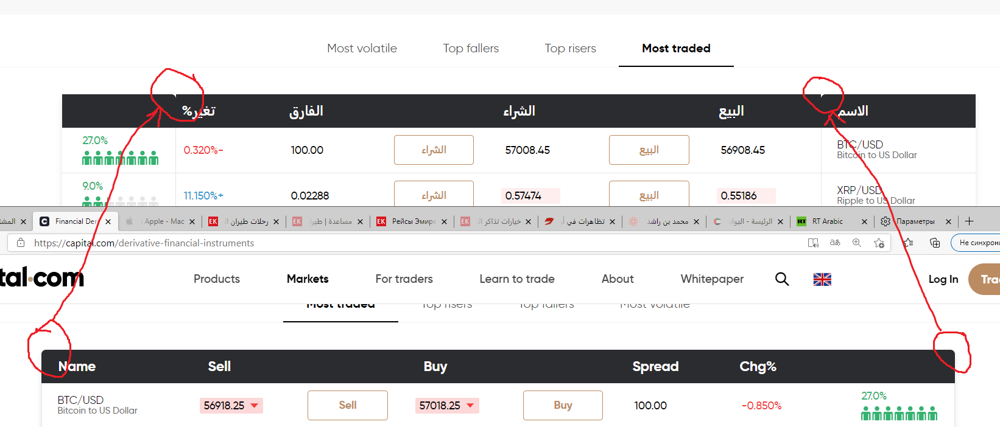 Most volatile Top fallers Top risers Most traded
الاسم البيع الشراء الفارق تغير%
27.0% 0.320%- 100.00 الشراء 57008.45 البيع 56908.45 BTC/USD
Bitcoin to US Dollar
9.0% 11.150%+ 0.02288 الشراء 0.57474 البيع 0.55186 XRP/USD
Ripple to US Dollar
المشت Financial Der Apple - Mac رحلات طيران ال مساعدة | طيرا Рейсы Эмире خيارات تذاكر ال تظاهرات في أ محمد بن راشد الرئيسة - البوا RT Arabic Параметры
https://capital.com/derivative-financial-instruments Не синхрони
tal.com Products Markets For traders Learn to trade About Whitepaper Log In Tra
Most traded Top risers Top fallers Most volatile
Name Sell Buy Spread Chg%
BTC/USD 56918.25 Sell 57018.25 Buy 100.00 -0.850% 27.0%
Bitcoin to US Dollar